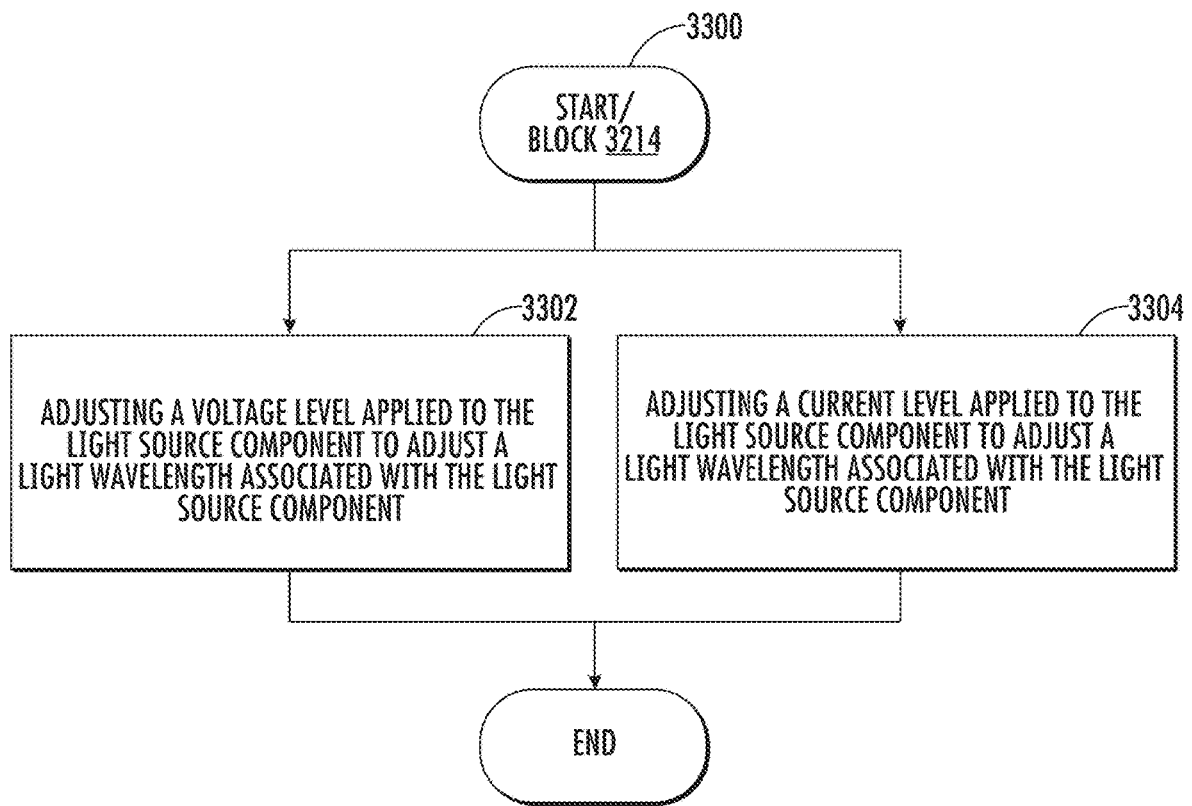 3300
START/
BLOCK 3214
3302
ADJUSTING A VOLTAGE LEVEL APPLIED TO THE
LIGHT SOURCE COMPONENT TO ADJUST A
LIGHT WAVELENGTH ASSOCIATED WITH THE LIGHT
SOURCE COMPONENT
3304
ADJUSTING A CURRENT LEVEL APPLIED TO THE
LIGHT SOURCE COMPONENT TO ADJUST A
LIGHT WAVELENGTH ASSOCIATED WITH THE LIGHT
SOURCE COMPONENT
END